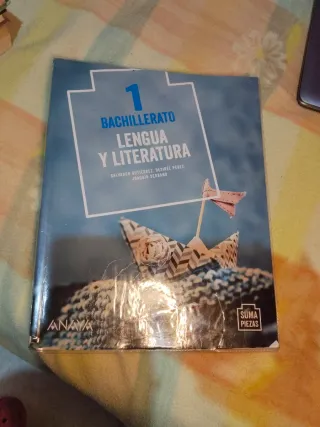 1
BACHILLERATO
LENGUA
Y LITERATURA
ANAYA
SUMA
PIEZAS